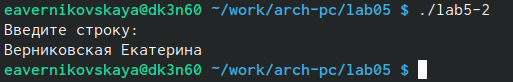 eavernikovskaya@dk3n60 ~/work/arch-pc/lab05 $ ./lab5-2
Введите строку:
Верниковская Екатерина
eavernikovskaya@dk3n60 ~/work/arch-pc/lab05 $